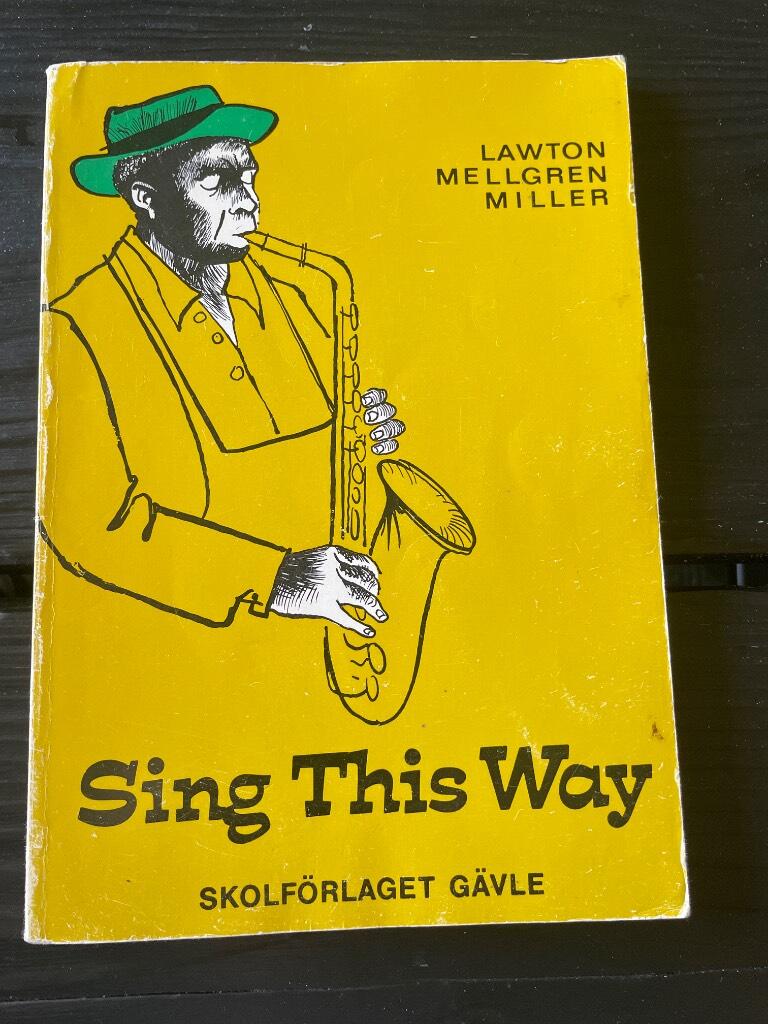 LAWTON
MELLGREN
MILLER
Sing This Way
SKOLFÖRLAGET GÄVLE